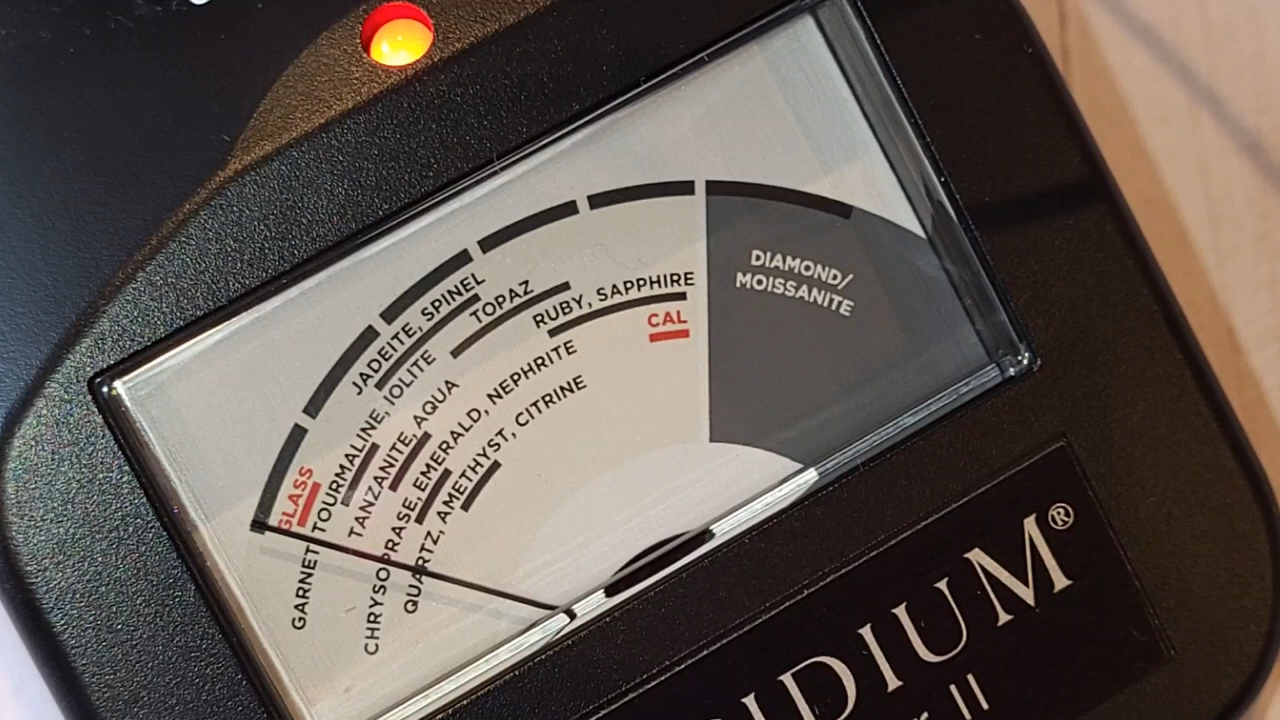 JADEITE, SPINEL
TOPAZ
RUBY, SAPPHIRE
CAL
DIAMOND/
MOISSANITE
GLASS
TOURMALINE, IOLITE
TANZANITE, AQUA
GARNET
CHRYSOPRASE, EMERALD, NEPHRITE
QUARTZ, AMETHYST, CITRINE
IDIUM®
r II